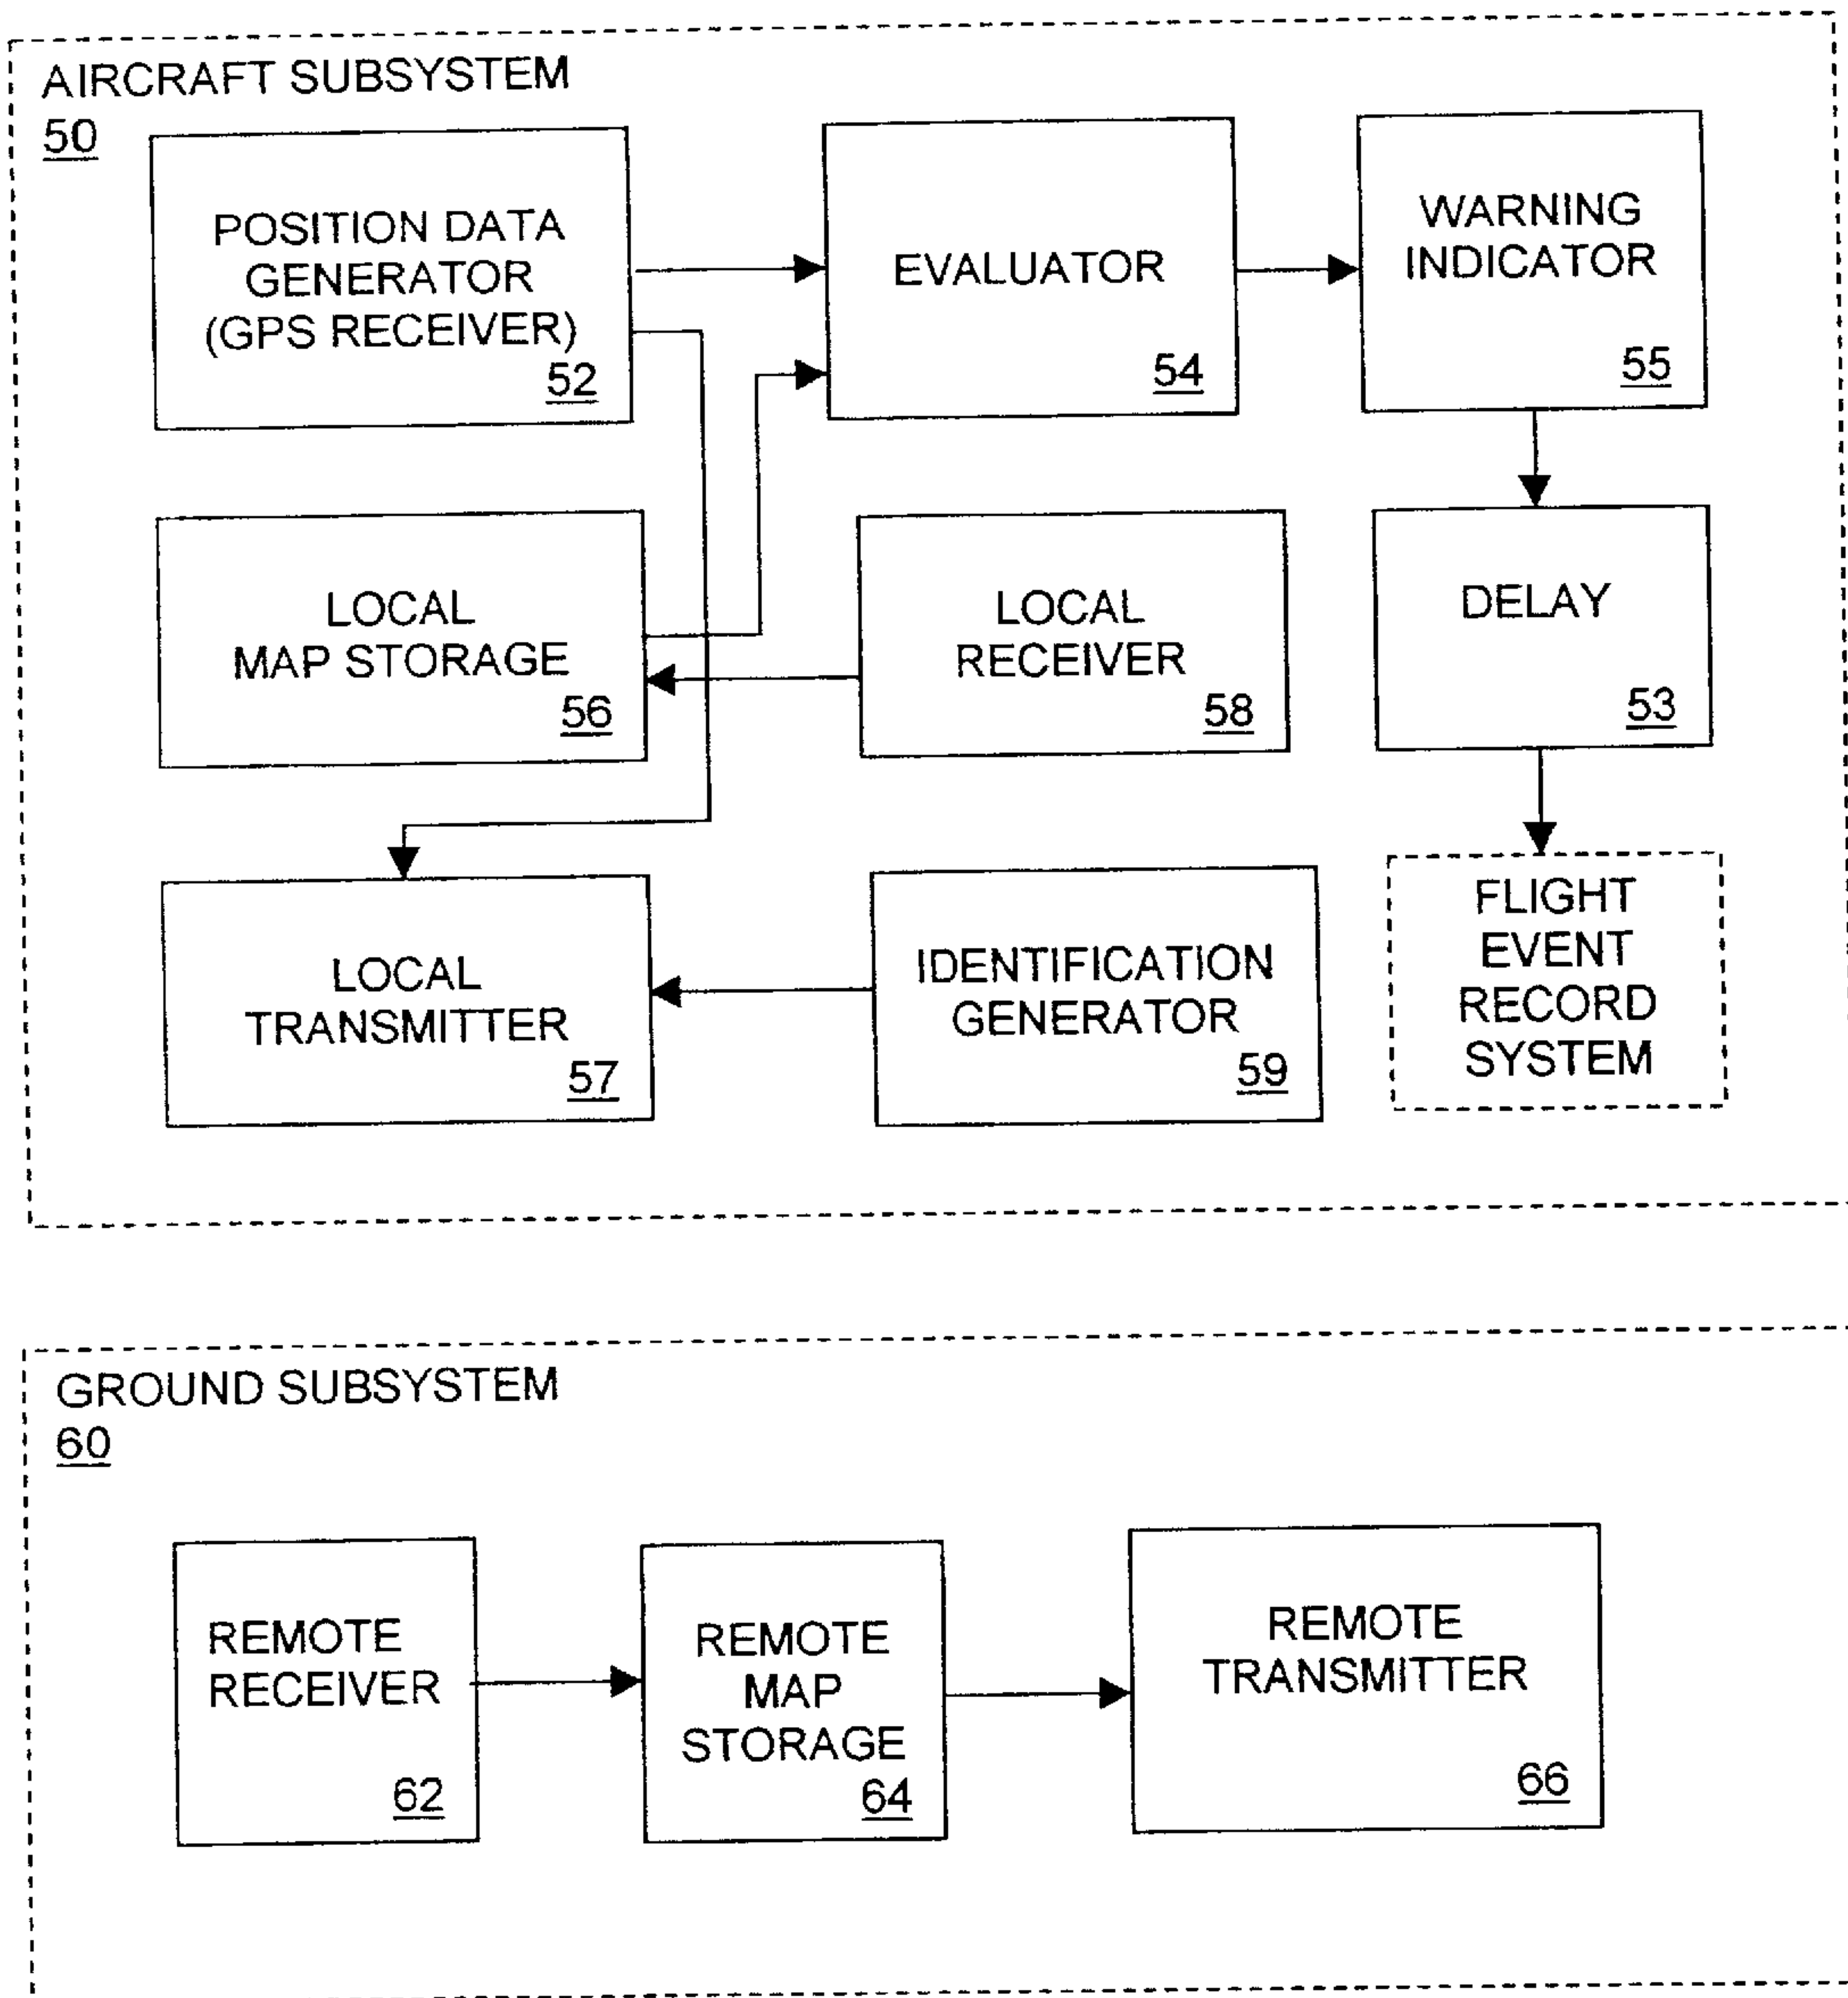 AIRCRAFT SUBSYSTEM
50
POSITION DATA
GENERATOR
(GPS RECEIVER)
52
EVALUATOR
54
WARNING
INDICATOR
55
LOCAL
MAP STORAGE
56
LOCAL
RECEIVER
58
DELAY
53
LOCAL
TRANSMITTER
57
IDENTIFICATION
GENERATOR
59
FLIGHT
EVENT
RECORD
SYSTEM
GROUND SUBSYSTEM
60
REMOTE
RECEIVER
62
REMOTE
MAP
STORAGE
64
REMOTE
TRANSMITTER
66